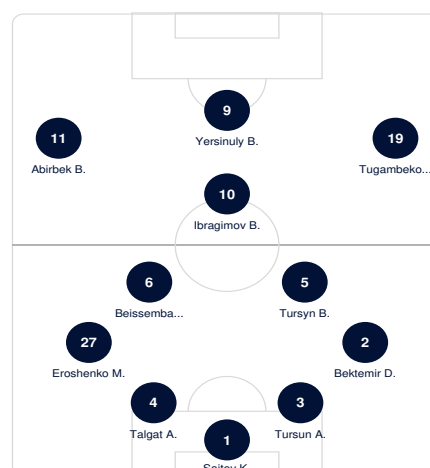 9
Yersinuly B.
11
Abirbek B.
19
Tugambeko...
10
Ibragimov B.
6
Beissemba...
5
Tursyn B.
27
Eroshenko M.
2
Bektemir D.
4
Talgat A.
3
Tursun A.
1